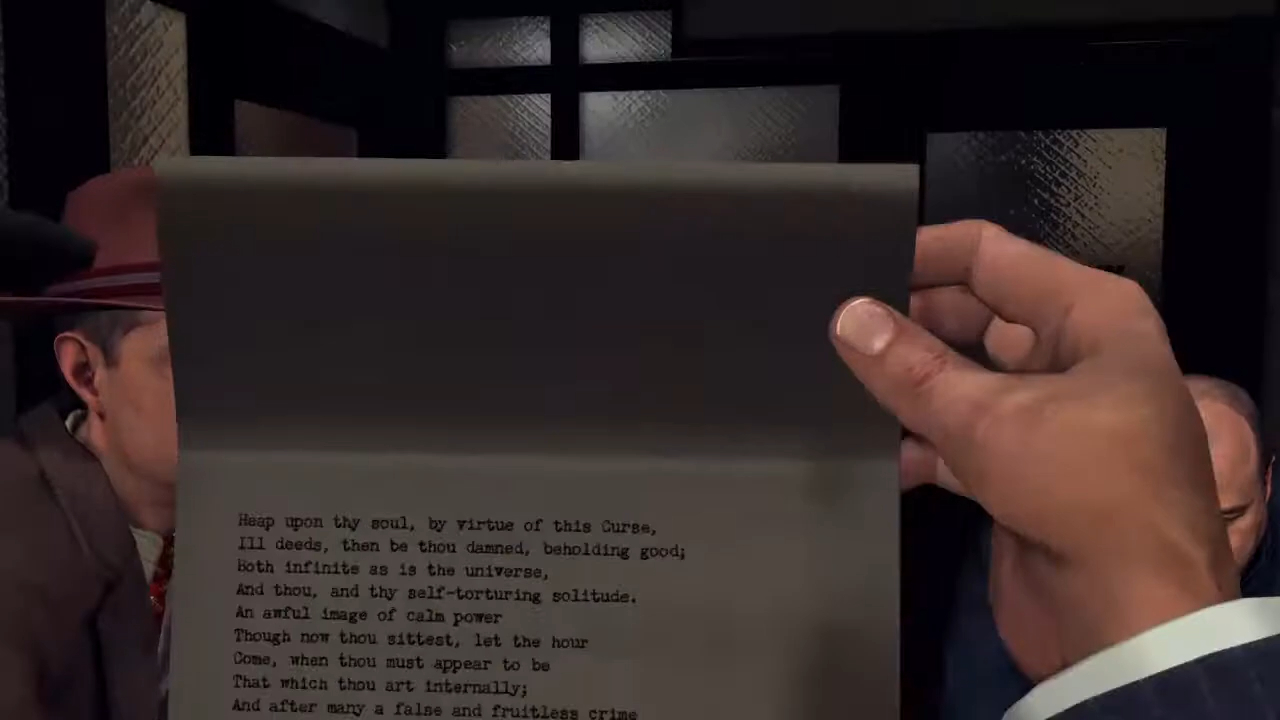 Heap upon thy soul, by virtue of this Curse,
Ill deeds, then be thou damned, beholding good;
Both infinite as is the universe,
And thou, and thy self-torturing solitude.
An awful image of calm power
Though now thou sittest, let the hour
Come, when thou must appear to be
That which thou art internally;
And after many a false and fruitless crime